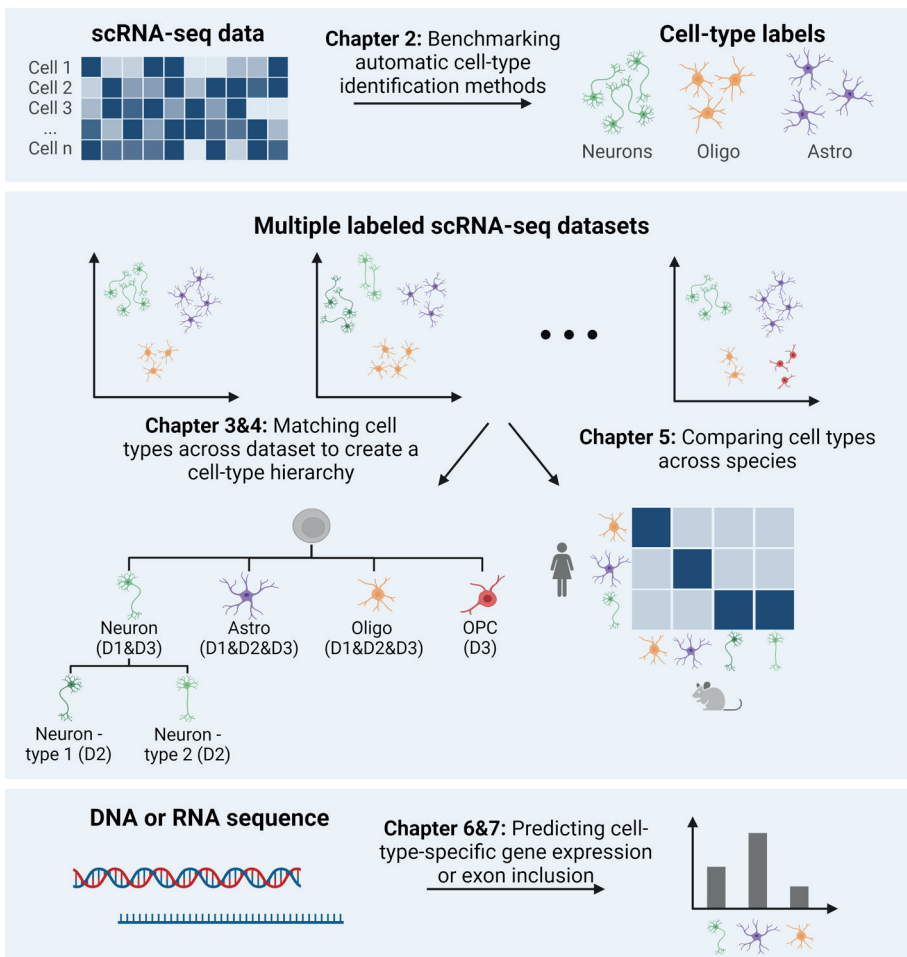 scRNA-seq data
Cell 1
Cell 2
Cell 3
...
Cell n
Chapter 2: Benchmarking
automatic cell-type
identification methods
Cell-type labels
Neurons
Oligo
Astro
Multiple labeled scRNA-seq datasets
Chapter 3&4: Matching cell
types across dataset to create a
cell-type hierarchy
Chapter 5: Comparing cell types
across species
Neuron
(D1&D3)
Astro
(D1&D2&D3)
Oligo
(D1&D2&D3)
OPC
(D3)
Neuron -
type 1 (D2)
Neuron -
type 2 (D2)
DNA or RNA sequence
Chapter 6&7: Predicting cell-
type-specific gene expression
or exon inclusion